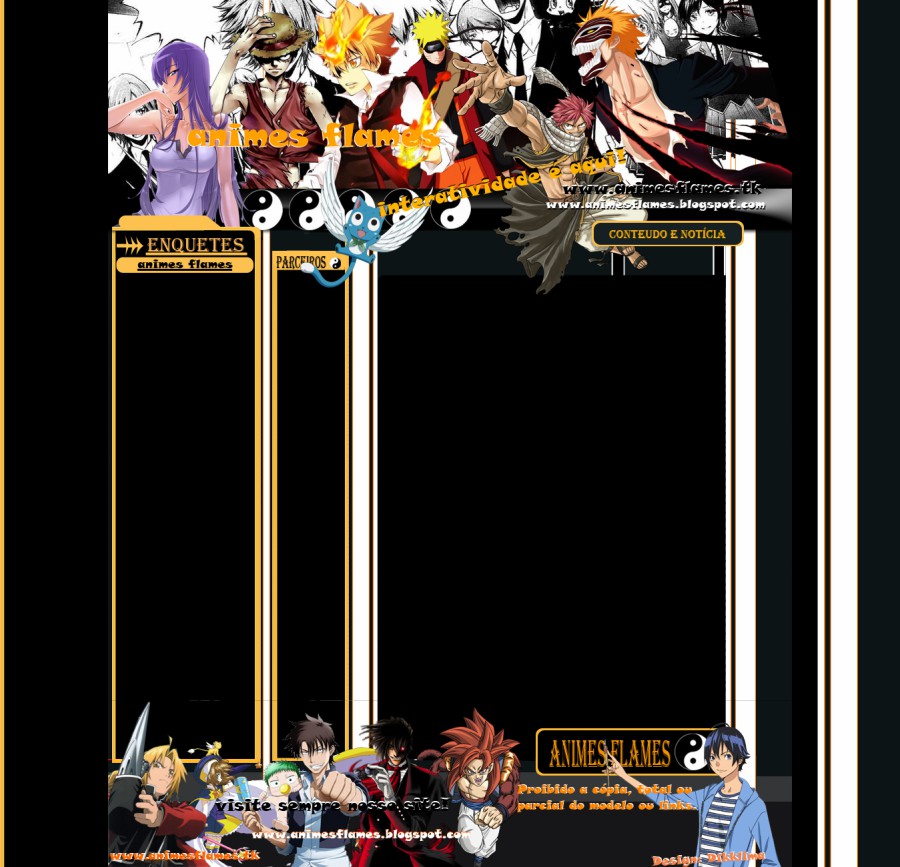 animes flames
interatividade é aqui!
www.animesflames.tk
www.animesflames.blogspot.com
CONTEUDO E NOTÍCIA
ENQUETES
animes flames
PARCEIROS
ANIMES FLAMES
Proibido a cópia, total ou
parcial do modelo ou links.
visite sempre nosso site!
www.animesflames.blogspot.com
www.animesflames.tk
Design: